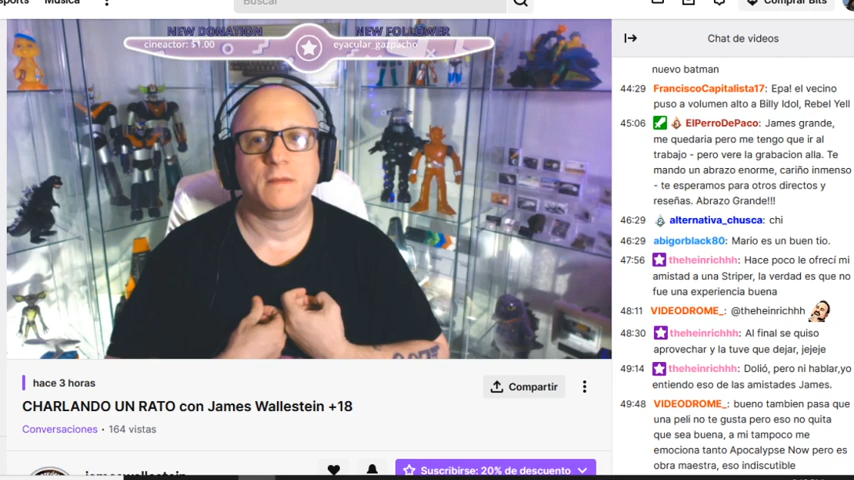 sports Música
Buscar
Comprar Bits
NEW DONATION NEW FOLLOWER
cineactor: $1.00 eyacular_gazpacho
Chat de videos
nuevo batman
44:29 FranciscoCapitalista17: Epa! el vecino
puso a volumen alto a Billy Idol, Rebel Yell
45:06 ElPerroDePaco: James grande,
me quedaria pero me tengo que ir al
trabajo - pero vere la grabacion alla. Te
mando un abrazo enorme, cariño inmenso
- te esperamos para otros directos y
reseñas. Abrazo Grande!!!
46:29 alternativa_chusca: chi
46:29 abigorblack80: Mario es un buen tio.
47:56 theheinrichhh: Hace poco le ofrecí mi
amistad a una Striper, la verdad es que no
fue una experiencia buena
48:11 VIDEODROME_: @theheinrichhh
48:30 theheinrichhh: Al final se quiso
aprovechar y la tuve que dejar, jejeje
49:14 theheinrichhh: Dolió, pero ni hablar,yo
entiendo eso de las amistades James.
49:48 VIDEODROME_: bueno tambien pasa que
una peli no te gusta pero eso no quita
que sea buena, a mi tampoco me
emociona tanto Apocalypse Now pero es
obra maestra, eso indiscutible
hace 3 horas
Compartir
CHARLANDO UN RATO con James Wallestein +18
Conversaciones • 164 vistas
jameswallestein
Suscribirse: 20% de descuento